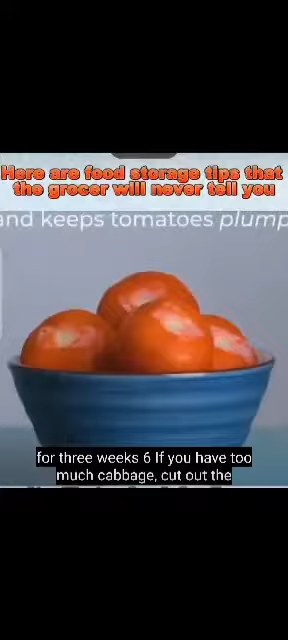 Here are food storage tips that
the grocer will never tell you
and keeps tomatoes plump
for three weeks 6 If you have too
much cabbage, cut out the